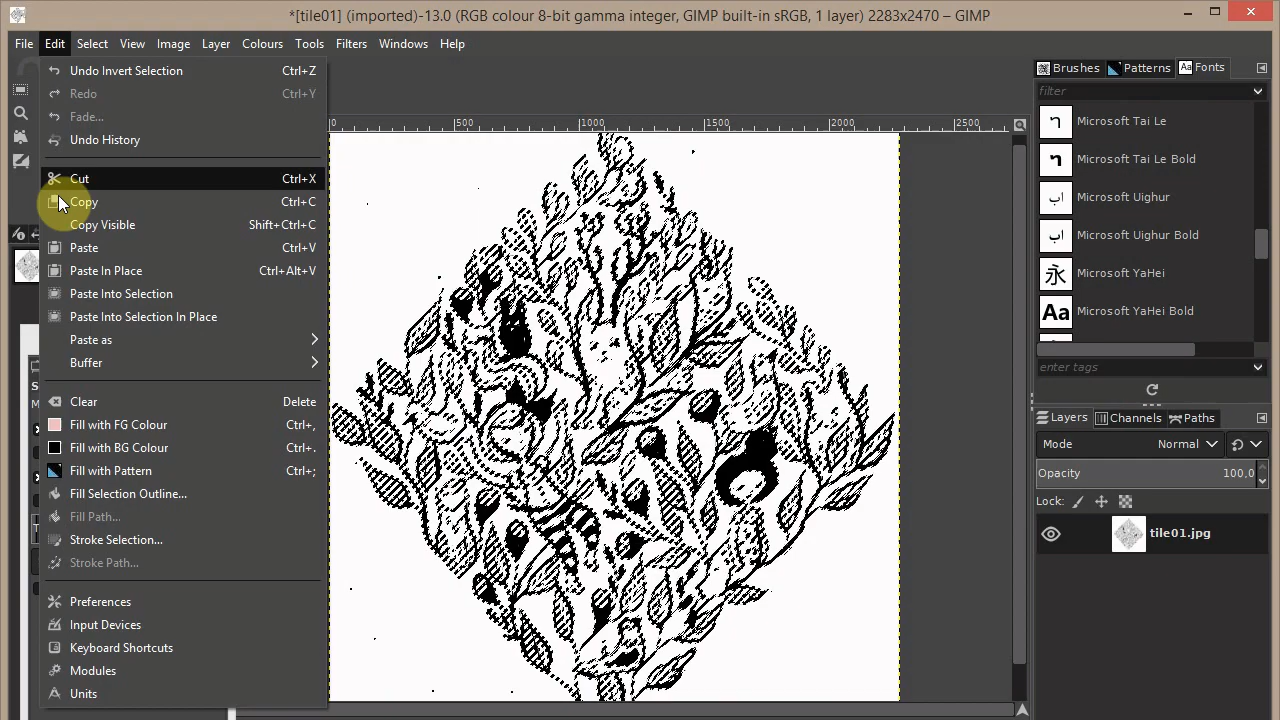 *[tile01] (imported)-13.0 (RGB colour 8-bit gamma integer, GIMP built-in sRGB, 1 layer) 2283x2470 – GIMP
File Edit Select View Image Layer Colours Tools Filters Windows Help
Undo Invert Selection Ctrl+Z
Redo Ctrl+Y
Fade...
Undo History
Cut Ctrl+X
Copy Ctrl+C
Copy Visible Shift+Ctrl+C
Paste Ctrl+V
Paste In Place Ctrl+Alt+V
Paste Into Selection
Paste Into Selection In Place
Paste as
Buffer
Clear Delete
Fill with FG Colour Ctrl+,
Fill with BG Colour Ctrl+.
Fill with Pattern Ctrl+;
Fill Selection Outline...
Fill Path...
Stroke Selection...
Stroke Path...
Preferences
Input Devices
Keyboard Shortcuts
Modules
Units
0 500 1000 1500 2000 2500
Brushes Patterns Aa Fonts
filter
Microsoft Tai Le
Microsoft Tai Le Bold
أب Microsoft Uighur
أب Microsoft Uighur Bold
永 Microsoft YaHei
Aa Microsoft YaHei Bold
enter tags
Layers Channels Paths
Mode Normal
Opacity 100,0
Lock:
tile01.jpg